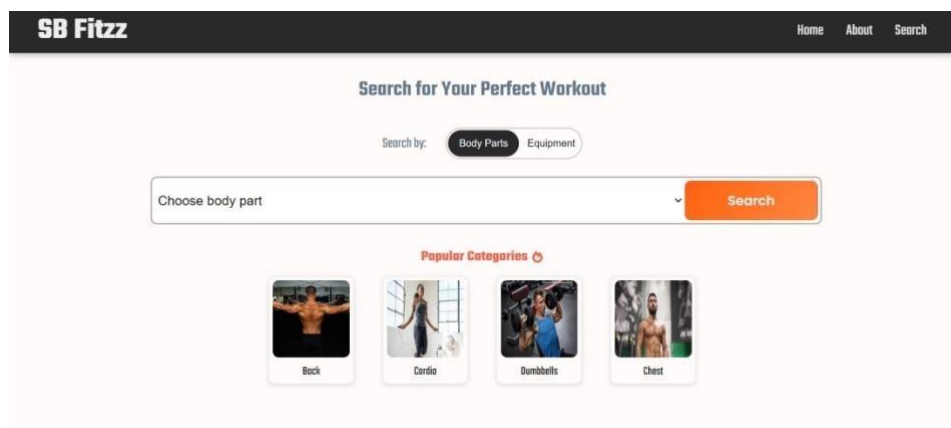 SB Fitzz
Home About Search
Search for Your Perfect Workout
Search by: Body Parts Equipment
Choose body part Search
Popular Categories
Back Cardio Dumbbells Chest